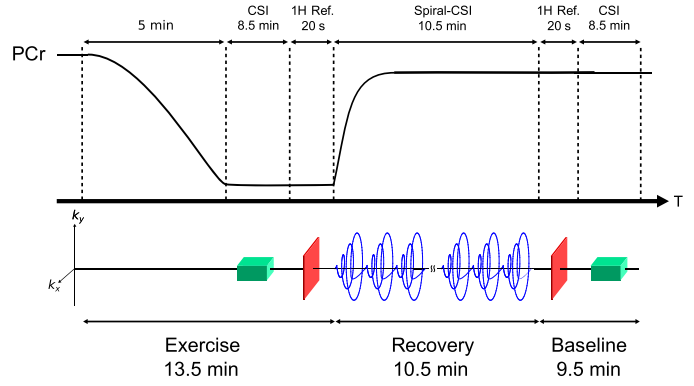 5 min
CSI
8.5 min
1H Ref.
20 s
Spiral-CSI
10.5 min
1H Ref.
20 s
CSI
8.5 min
PCr
T
ky
kx
Exercise
13.5 min
Recovery
10.5 min
Baseline
9.5 min